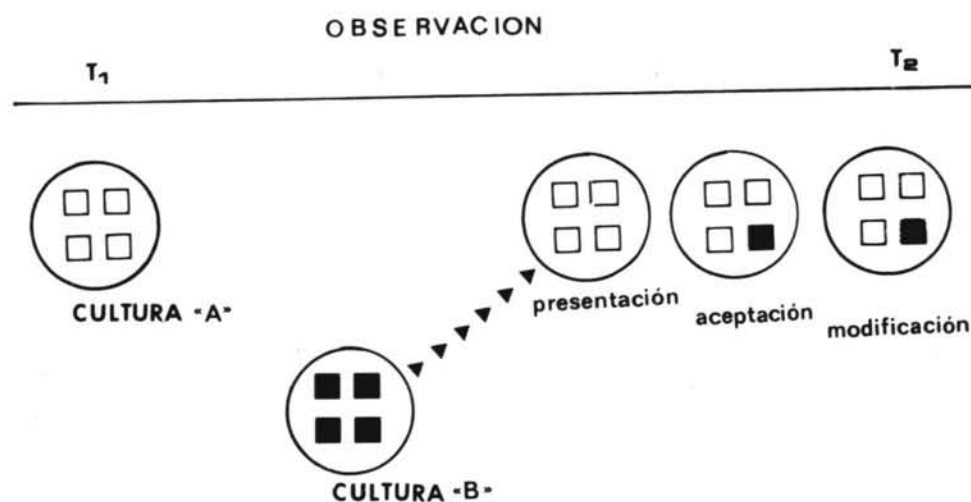 OBSERVACION
T₁ T₂
CULTURA «A»
presentación aceptación modificación
CULTURA «B»